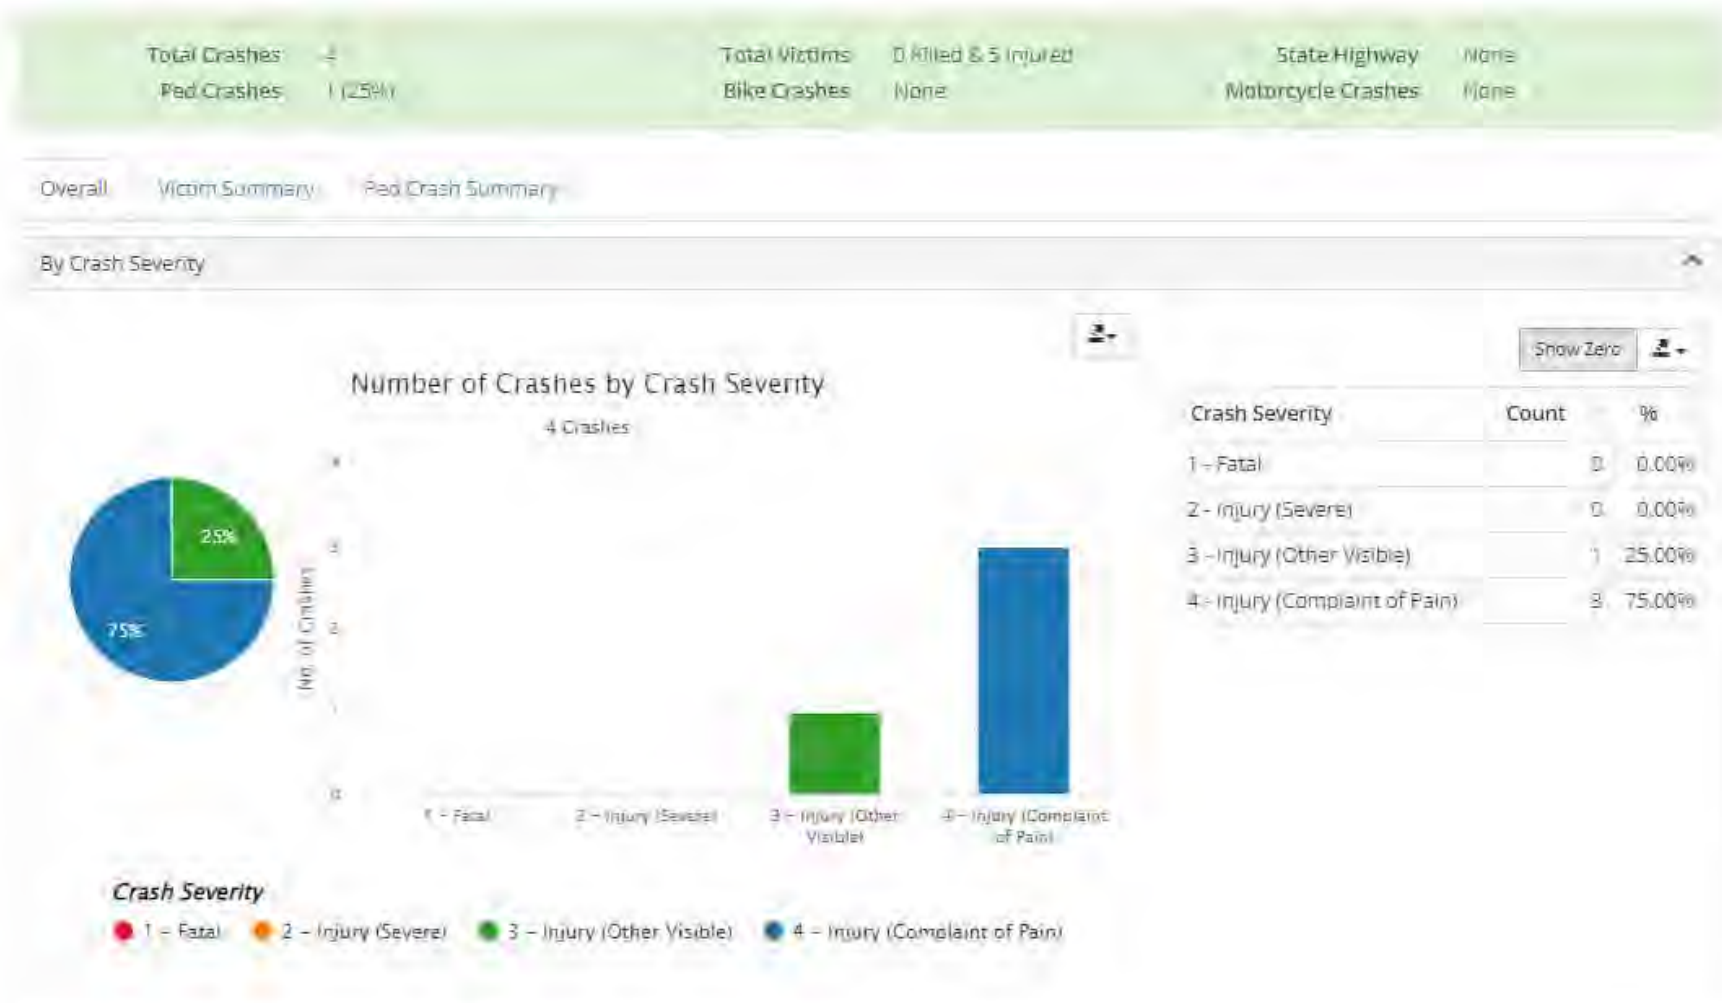 Total Crashes 4 Total Victims 0 Killed & 5 Injured State Highway None
Ped Crashes 1 (25%) Bike Crashes None Motorcycle Crashes None
Overall Victim Summary Ped Crash Summary
By Crash Severity
Show Zero
Number of Crashes by Crash Severity
4 Crashes
Crash Severity Count %
1 - Fatal 0 0.00%
2 - Injury (Severe) 0 0.00%
3 - Injury (Other Visible) 1 25.00%
4 - Injury (Complaint of Pain) 3 75.00%
25%
75%
No. of Crashes
4
3
2
1
0
1 – Fatal 2 – Injury (Severe) 3 – Injury (Other Visible) 4 – Injury (Complaint of Pain)
Crash Severity
1 – Fatal 2 – Injury (Severe) 3 – Injury (Other Visible) 4 – Injury (Complaint of Pain)